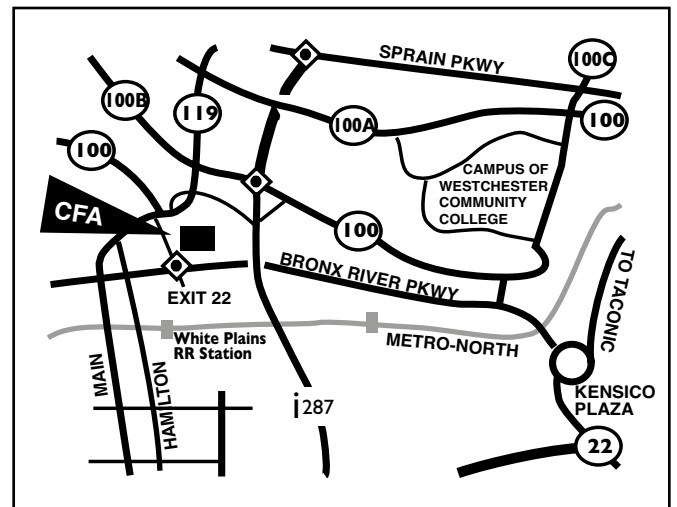 SPRAIN PKWY
100C
100B
119
100A
100
100
CAMPUS OF
WESTCHESTER
COMMUNITY
COLLEGE
CFA
100
BRONX RIVER PKWY
TO TACONIC
EXIT 22
White Plains
RR Station
METRO-NORTH
MAIN
HAMILTON
i287
KENSICO
PLAZA
22